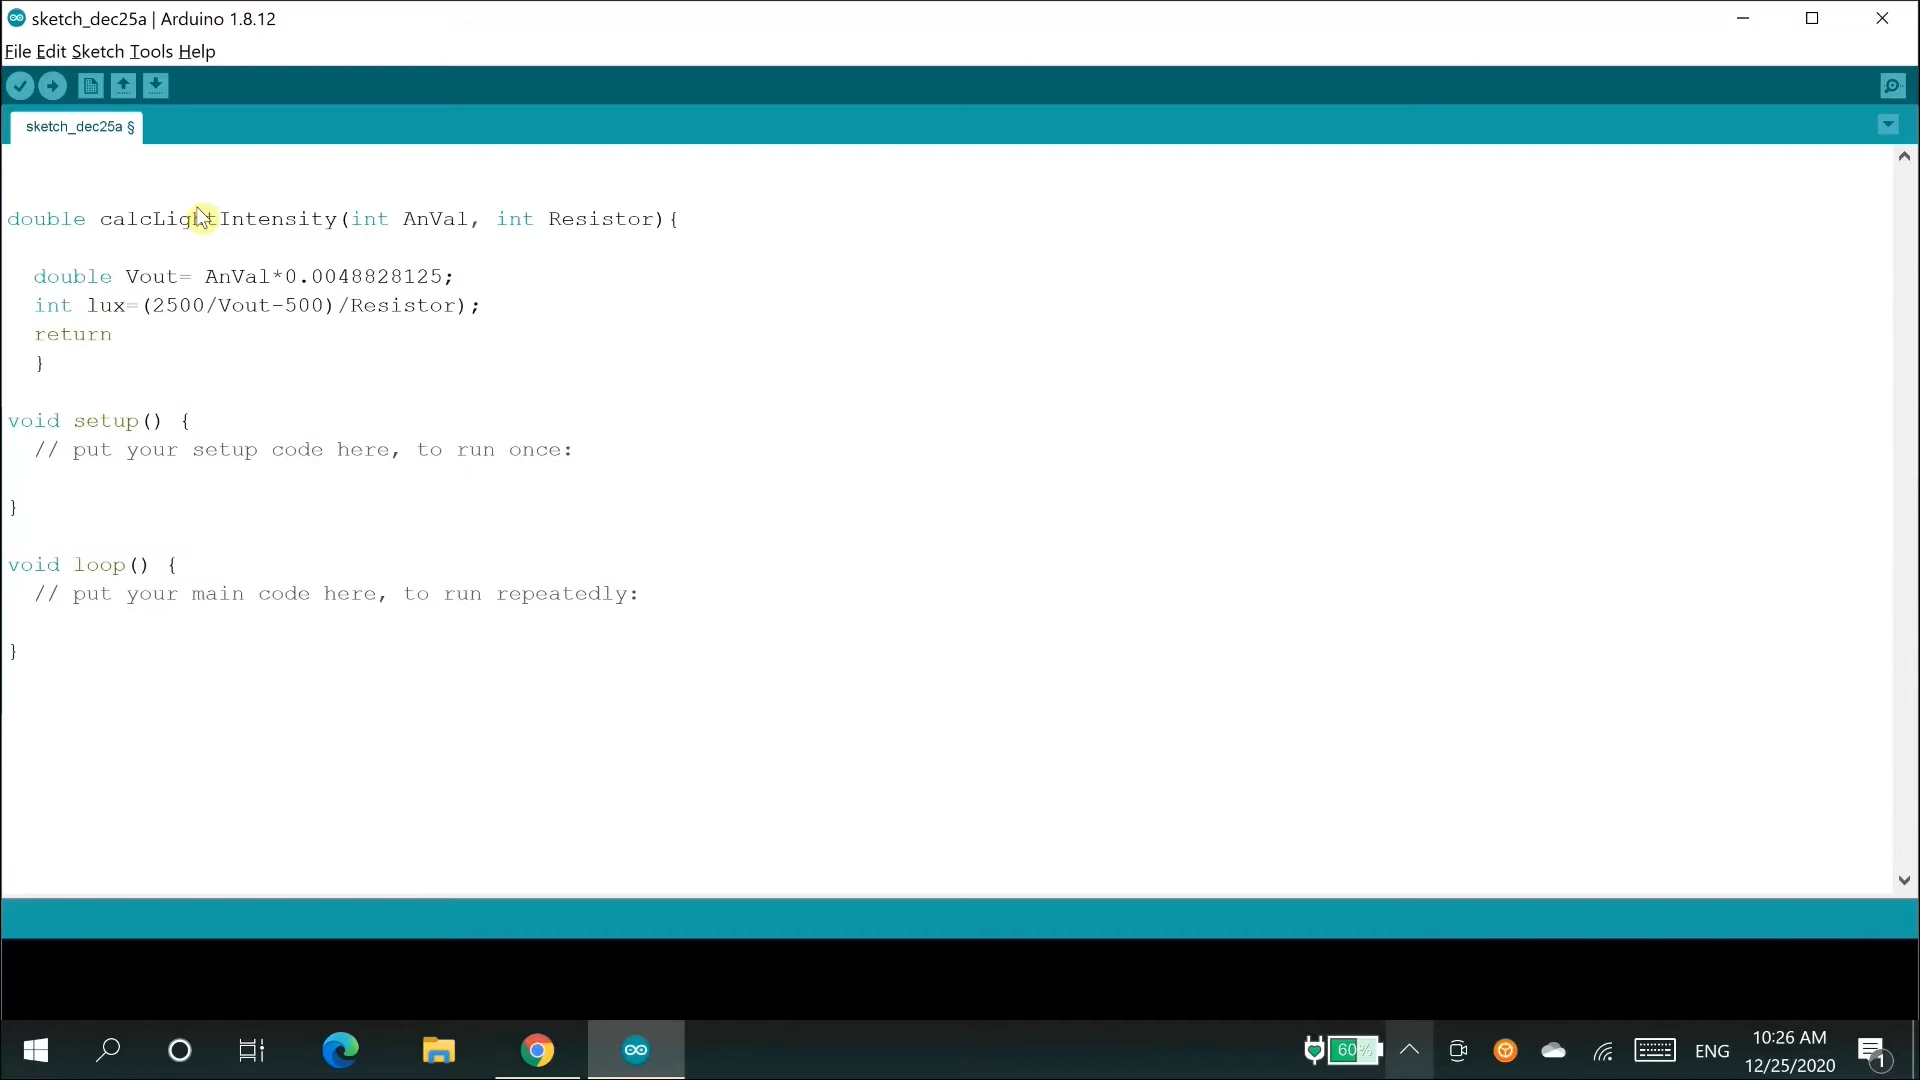 sketch_dec25a | Arduino 1.8.12
File Edit Sketch Tools Help
sketch_dec25a §
double calcLightIntensity(int AnVal, int Resistor){
double Vout= AnVal*0.0048828125;
int lux=(2500/Vout-500)/Resistor);
return
}
void setup() {
// put your setup code here, to run once:
}
void loop() {
// put your main code here, to run repeatedly:
}
60%
ENG
10:26 AM
12/25/2020
1